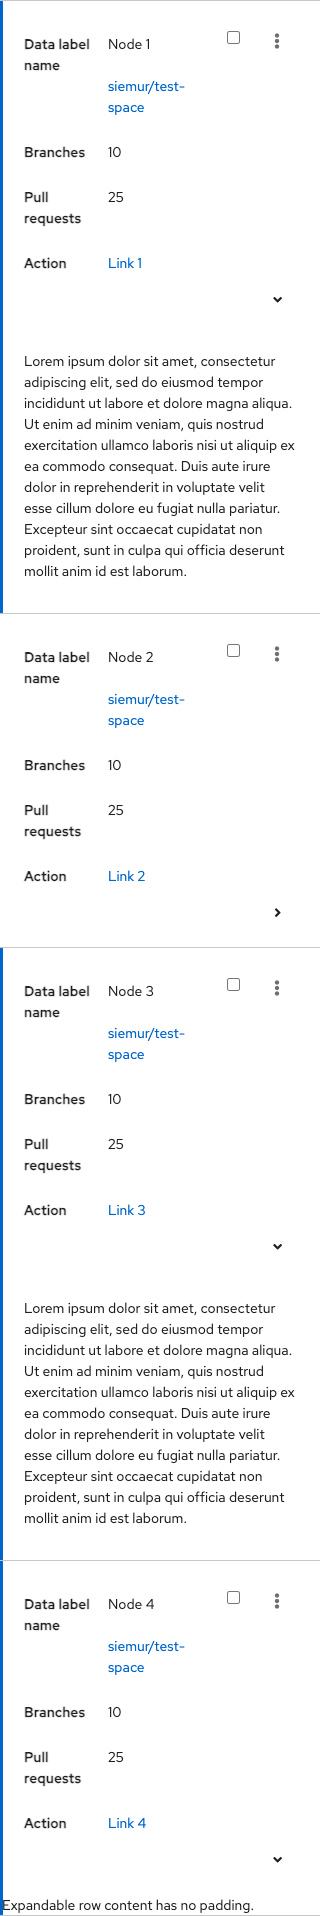 Data label name Node 1
siemur/test-space
Branches 10
Pull requests 25
Action Link 1
Lorem ipsum dolor sit amet, consectetur
adipiscing elit, sed do eiusmod tempor
incididunt ut labore et dolore magna aliqua.
Ut enim ad minim veniam, quis nostrud
exercitation ullamco laboris nisi ut aliquip ex
ea commodo consequat. Duis aute irure
dolor in reprehenderit in voluptate velit
esse cillum dolore eu fugiat nulla pariatur.
Excepteur sint occaecat cupidatat non
proident, sunt in culpa qui officia deserunt
mollit anim id est laborum.
Data label name Node 2
siemur/test-space
Branches 10
Pull requests 25
Action Link 2
Data label name Node 3
siemur/test-space
Branches 10
Pull requests 25
Action Link 3
Lorem ipsum dolor sit amet, consectetur
adipiscing elit, sed do eiusmod tempor
incididunt ut labore et dolore magna aliqua.
Ut enim ad minim veniam, quis nostrud
exercitation ullamco laboris nisi ut aliquip ex
ea commodo consequat. Duis aute irure
dolor in reprehenderit in voluptate velit
esse cillum dolore eu fugiat nulla pariatur.
Excepteur sint occaecat cupidatat non
proident, sunt in culpa qui officia deserunt
mollit anim id est laborum.
Data label name Node 4
siemur/test-space
Branches 10
Pull requests 25
Action Link 4
Expandable row content has no padding.